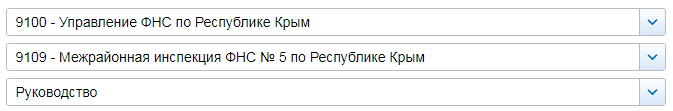 9100 - Управление ФНС по Республике Крым
9109 - Межрайонная инспекция ФНС № 5 по Республике Крым
Руководство